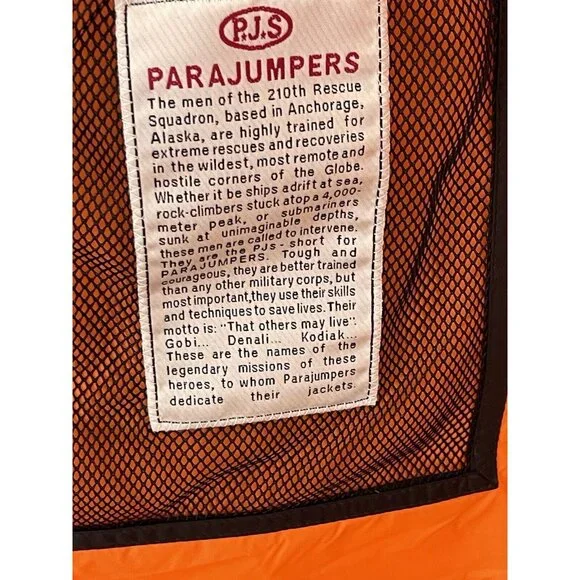 P.J.S
PARAJUMPERS
The men of the 210th Rescue
Squadron, based in Anchorage,
Alaska, are highly trained for
extreme rescues and recoveries
in the wildest, most remote and
hostile corners of the Globe.
Whether it be ships adrift at sea,
rock-climbers stuck atop a 4,000-
meter peak, or submariners
sunk at unimaginable depths,
these men are called to intervene.
They are the PJs - short for
PARAJUMPERS. Tough and
courageous, they are better trained
than any other military corps, but
most important,they use their skills
and techniques to save lives. Their
motto is: "That others may live".
Gobi... Denali... Kodiak...
These are the names of the
legendary missions of these
heroes, to whom Parajumpers
dedicate their jackets.